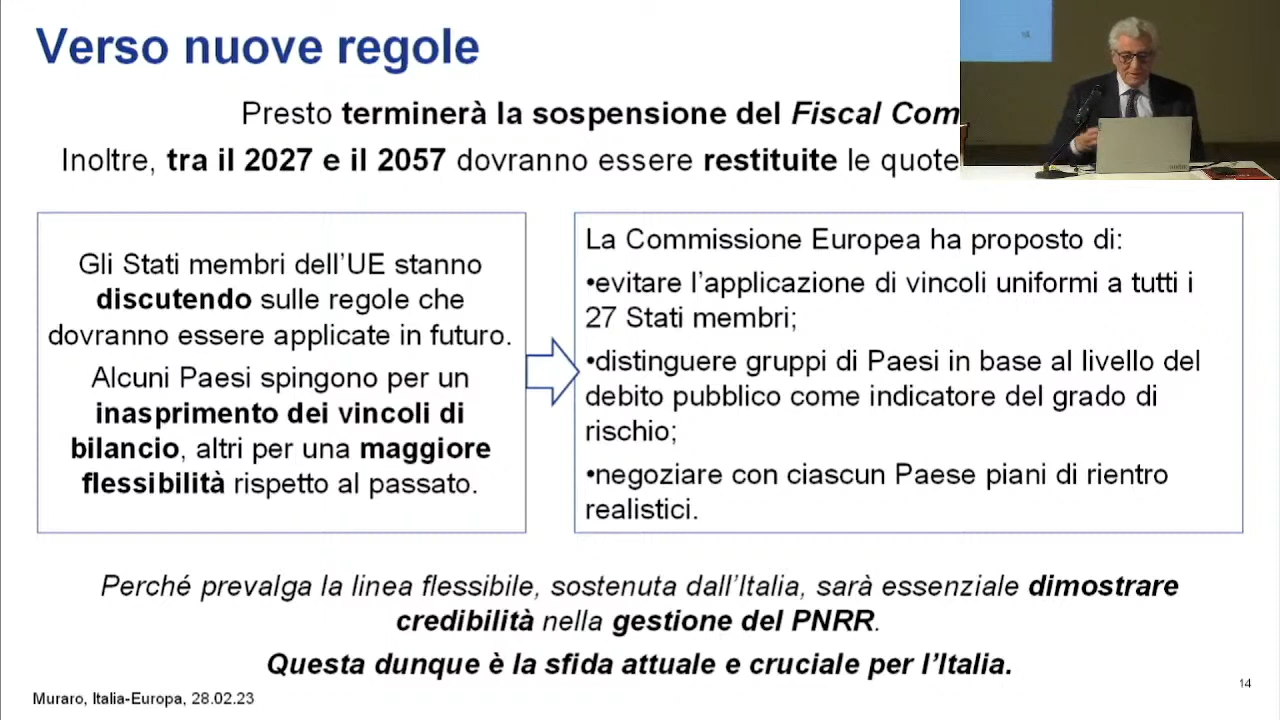 Verso nuove regole
Presto terminerà la sospensione del Fiscal Com
Inoltre, tra il 2027 e il 2057 dovranno essere restituite le quote
Gli Stati membri dell'UE stanno
discutendo sulle regole che
dovranno essere applicate in futuro.
Alcuni Paesi spingono per un
inasprimento dei vincoli di
bilancio, altri per una maggiore
flessibilità rispetto al passato.
La Commissione Europea ha proposto di:
•evitare l'applicazione di vincoli uniformi a tutti i
27 Stati membri;
•distinguere gruppi di Paesi in base al livello del
debito pubblico come indicatore del grado di
rischio;
•negoziare con ciascun Paese piani di rientro
realistici.
Perché prevalga la linea flessibile, sostenuta dall'Italia, sarà essenziale dimostrare
credibilità nella gestione del PNRR.
Questa dunque è la sfida attuale e cruciale per l'Italia.
Muraro, Italia-Europa, 28.02.23
14